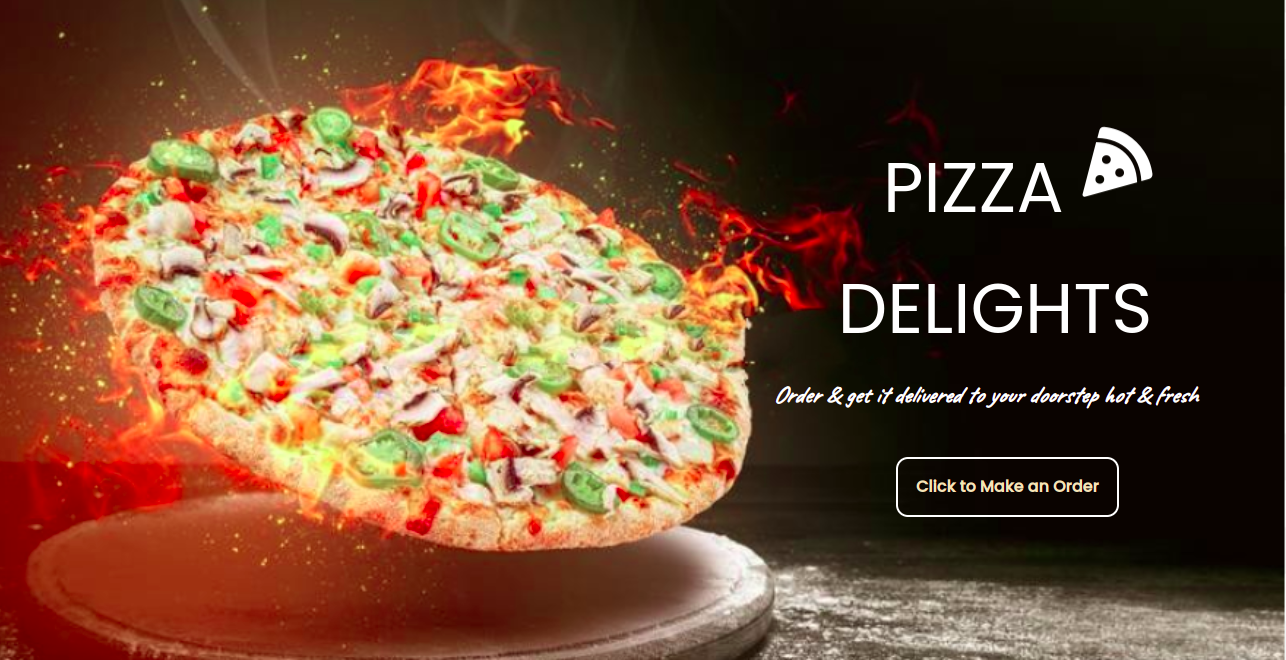 PIZZA
DELIGHTS
Order & get it delivered to your doorstep hot & fresh
Click to Make an Order